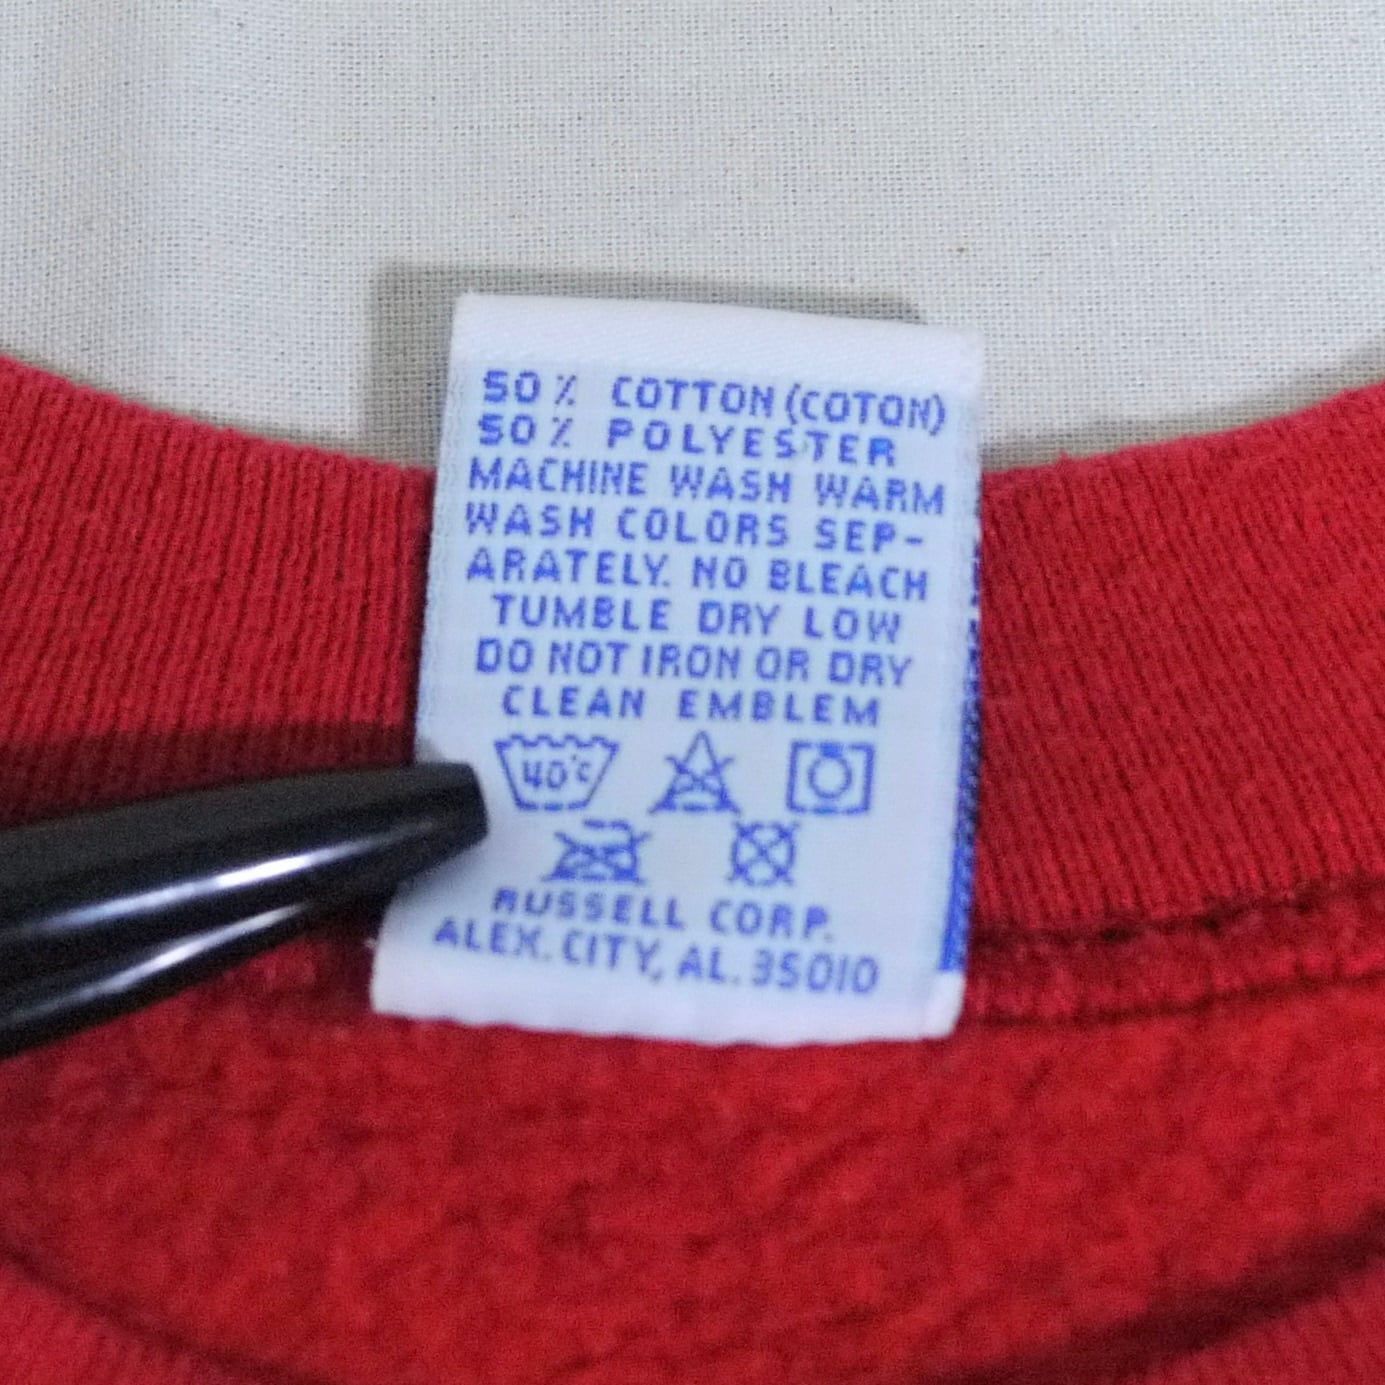 50% COTTON (COTON)
50% POLYESTER
MACHINE WASH WARM
WASH COLORS SEP-
ARATELY. NO BLEACH
TUMBLE DRY LOW
DO NOT IRON OR DRY
CLEAN EMBLEM
40°C
RUSSELL CORP.
ALEX. CITY, AL. 35010